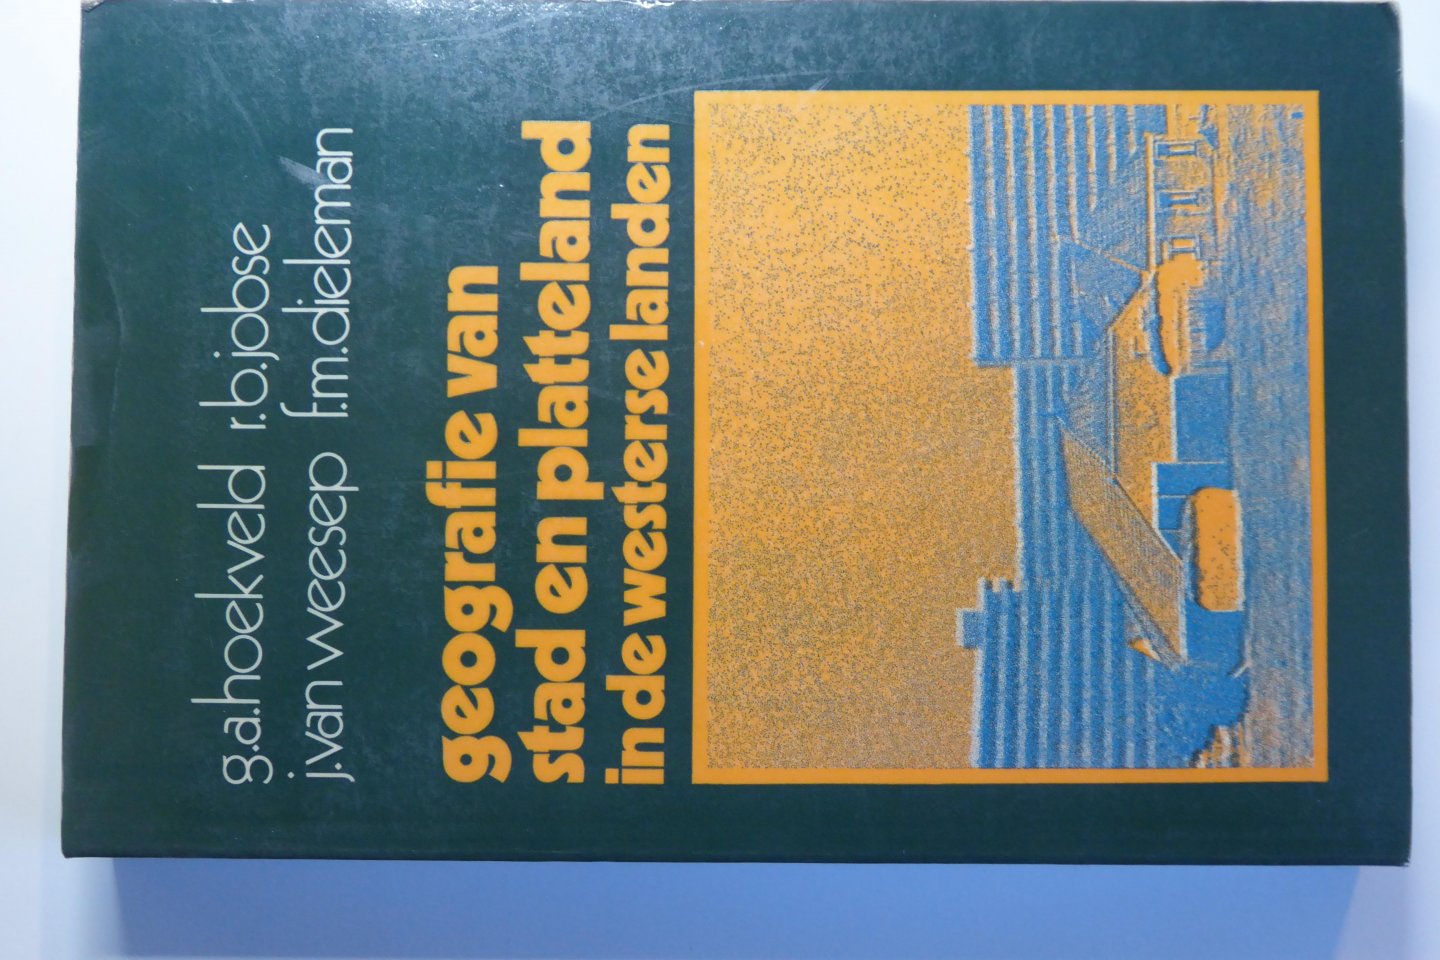 g.a.hoekveld r.b.jobse
j.van weesep f.m.dieleman
geografie van
stad en platteland
in de westerse landen